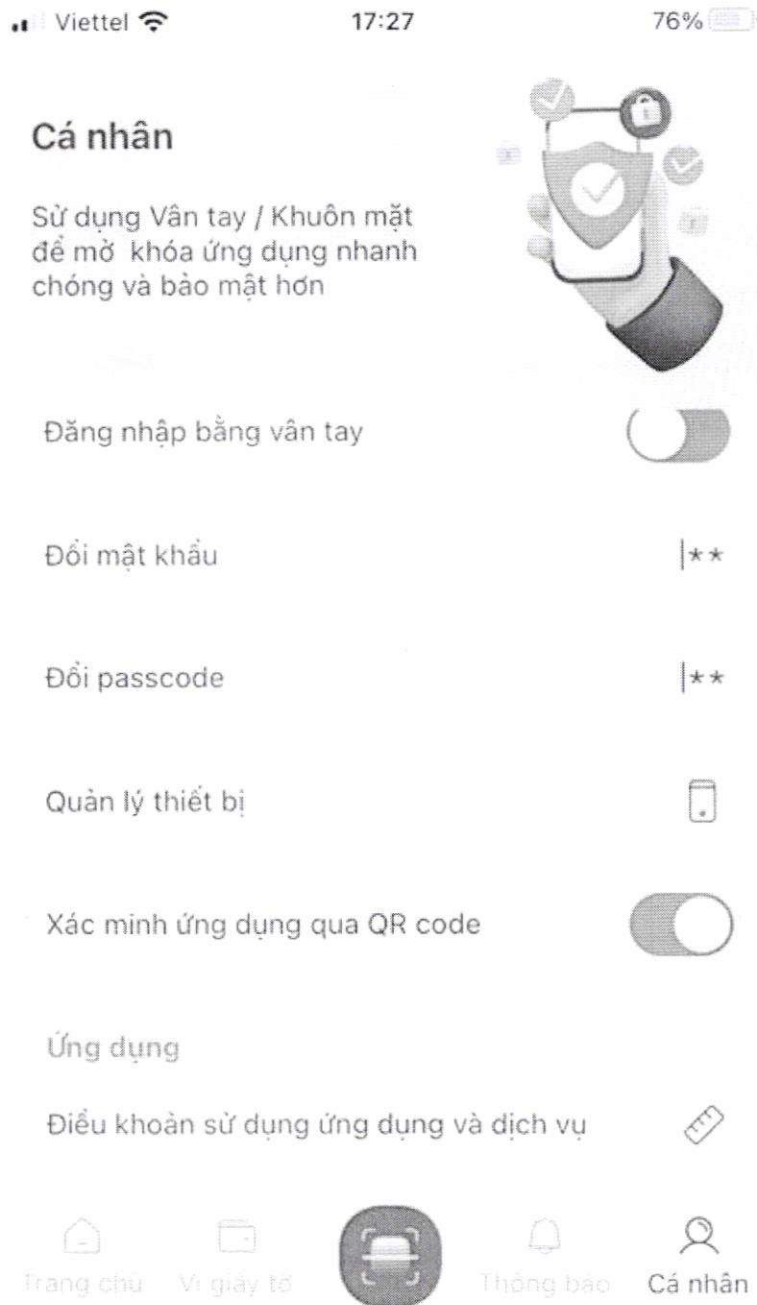 Viettel 17:27 76%
Cá nhân
Sử dụng Vân tay / Khuôn mặt
để mở khóa ứng dụng nhanh
chóng và bảo mật hơn
Đăng nhập bằng vân tay
Đổi mật khẩu |**
Đổi passcode |**
Quản lý thiết bị
Xác minh ứng dụng qua QR code
Ứng dụng
Điều khoản sử dụng ứng dụng và dịch vụ
Trang chủ Ví giấy tờ Thông báo Cá nhân